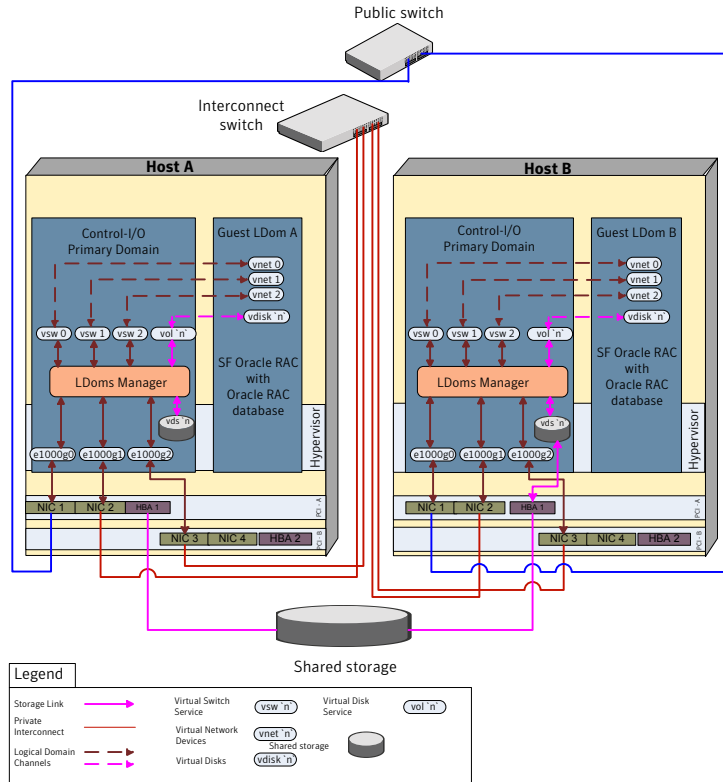 Public switch
Interconnect
switch
Host A
Control-I/O
Primary Domain
Guest LDom A
vnet 0
vnet 1
vnet 2
vdisk `n`
vsw 0
vsw 1
vsw 2
vol `n`
SF Oracle RAC
with
Oracle RAC
database
LDoms Manager
vds `n
Hypervisor
e1000g0
e1000g1
e1000g2
NIC 1
NIC 2
HBA 1
PCI - A
NIC 3
NIC 4
HBA 2
PCI - B
Host B
Control-I/O
Primary Domain
Guest LDom B
vnet 0
vnet 1
vnet 2
vdisk `n`
vsw 0
vsw 1
vsw 2
vol `n`
SF Oracle RAC
with
Oracle RAC
database
LDoms Manager
vds `n
Hypervisor
e1000g0
e1000g1
e1000g2
NIC 1
NIC 2
HBA 1
PCI - A
NIC 3
NIC 4
HBA 2
PCI - B
Shared storage
Legend
Storage Link
Private
Interconnect
Logical Domain
Channels
Virtual Switch
Service
vsw `n`
Virtual Network
Devices
vnet `n`
Virtual Disks
vdisk `n`
Virtual Disk
Service
vol `n`
Shared storage